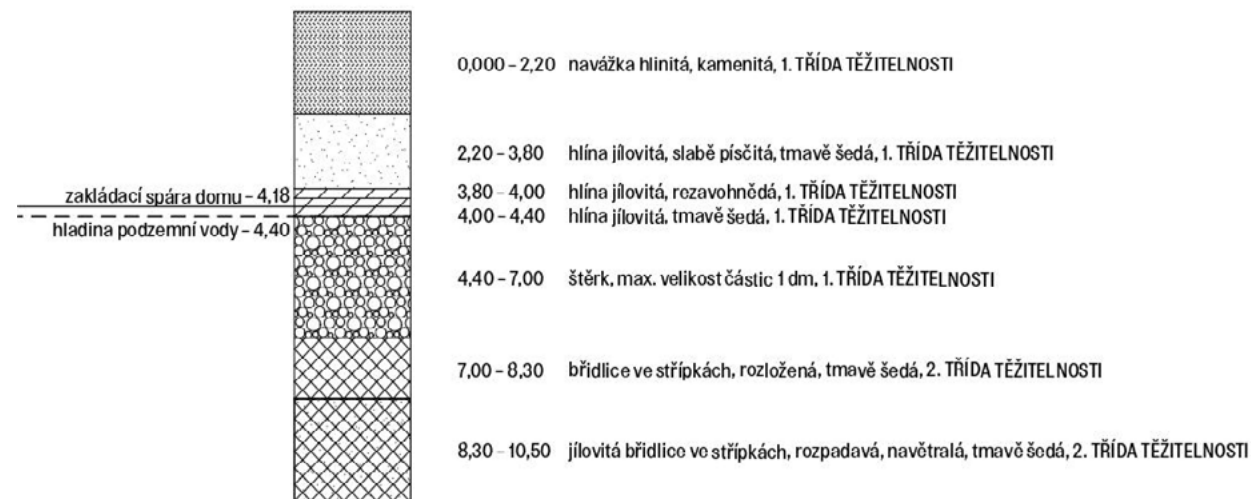 0,000 – 2,20 navážka hlinitá, kamenitá, 1. TŘÍDA TĚŽITELNOSTI
2,20 – 3,80 hlína jílovitá, slabě písčitá, tmavě šedá, 1. TŘÍDA TĚŽITELNOSTI
zakládací spára domu – 4,18
3,80 – 4,00 hlína jílovitá, rezavohnědá, 1. TŘÍDA TĚŽITELNOSTI
4,00 – 4,40 hlína jílovitá, tmavě šedá, 1. TŘÍDA TĚŽITELNOSTI
hladina podzemní vody – 4,40
4,40 – 7,00 štěrk, max. velikost částic 1 dm, 1. TŘÍDA TĚŽITELNOSTI
7,00 – 8,30 břidlice ve střípkách, rozložená, tmavě šedá, 2. TŘÍDA TĚŽITELNOSTI
8,30 – 10,50 jílovitá břidlice ve střípkách, rozpadavá, navětralá, tmavě šedá, 2. TŘÍDA TĚŽITELNOSTI